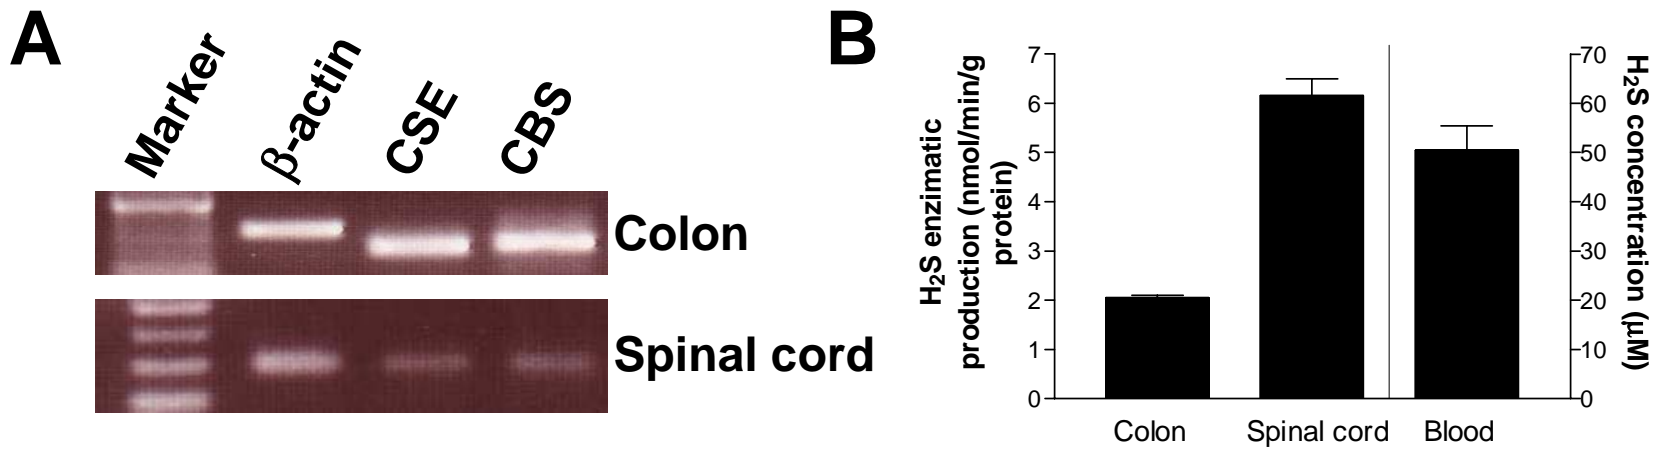 A
Marker
β-actin
CSE
CBS
Colon
Spinal cord
B
H2S enzimatic
production (nmol/min/g
protein)
7
6
5
4
3
2
1
0
70
60
50
40
30
20
10
0
H2S concentration (μM)
Colon
Spinal cord
Blood